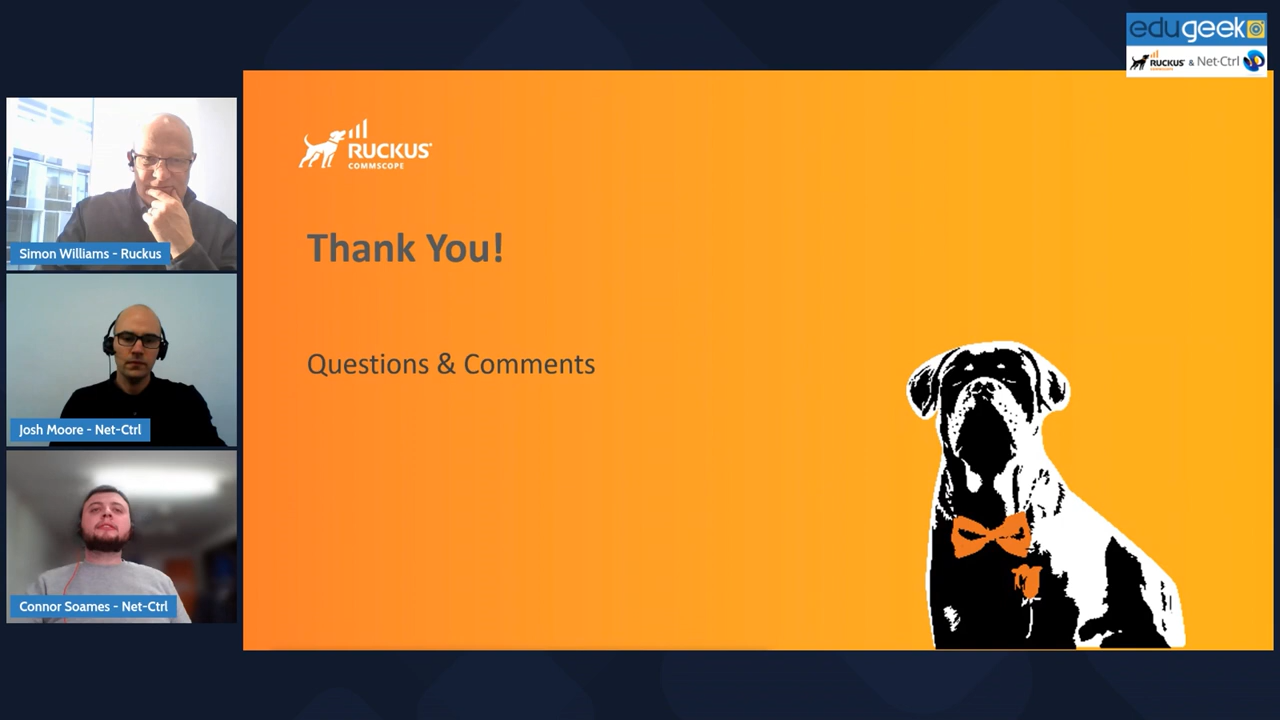 edugeek
RUCKUS & Net-Ctrl
COMMSCOPE
RUCKUS
COMMSCOPE
Thank You!
Questions & Comments
Simon Williams - Ruckus
Josh Moore - Net-Ctrl
Connor Soames - Net-Ctrl